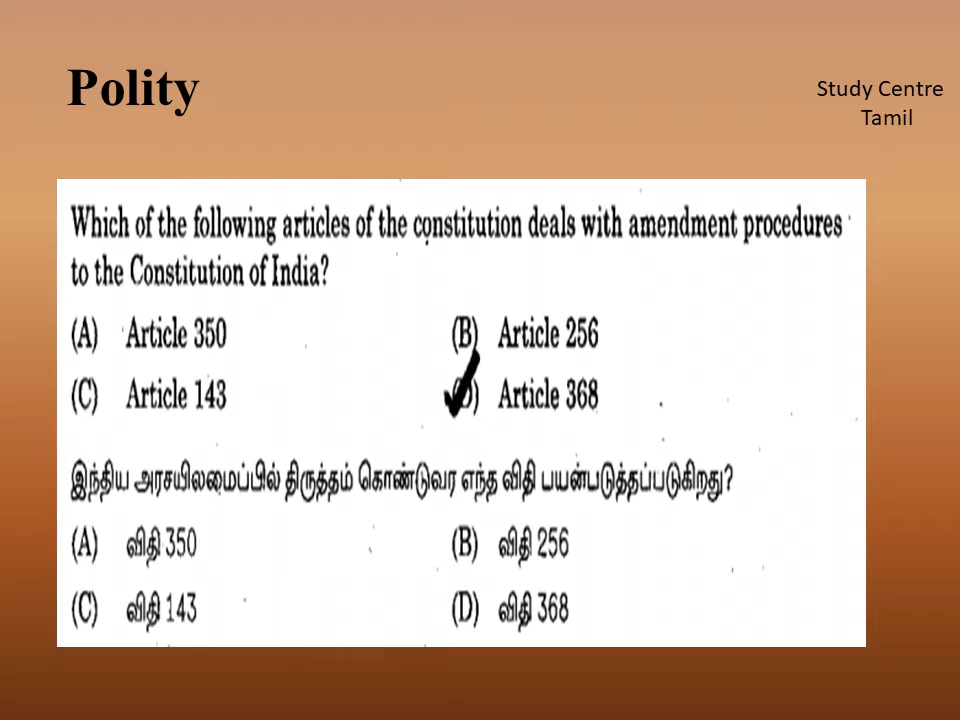 Polity
Study Centre
Tamil
Which of the following articles of the constitution deals with amendment procedures
to the Constitution of India?
(A) Article 350 (B) Article 256
(C) Article 143 (D) Article 368
இந்திய அரசயிலமைப்பில் திருத்தம் கொண்டுவர எந்த விதி பயன்படுத்தப்படுகிறது?
(A) விதி 350 (B) விதி 256
(C) விதி 143 (D) விதி 368